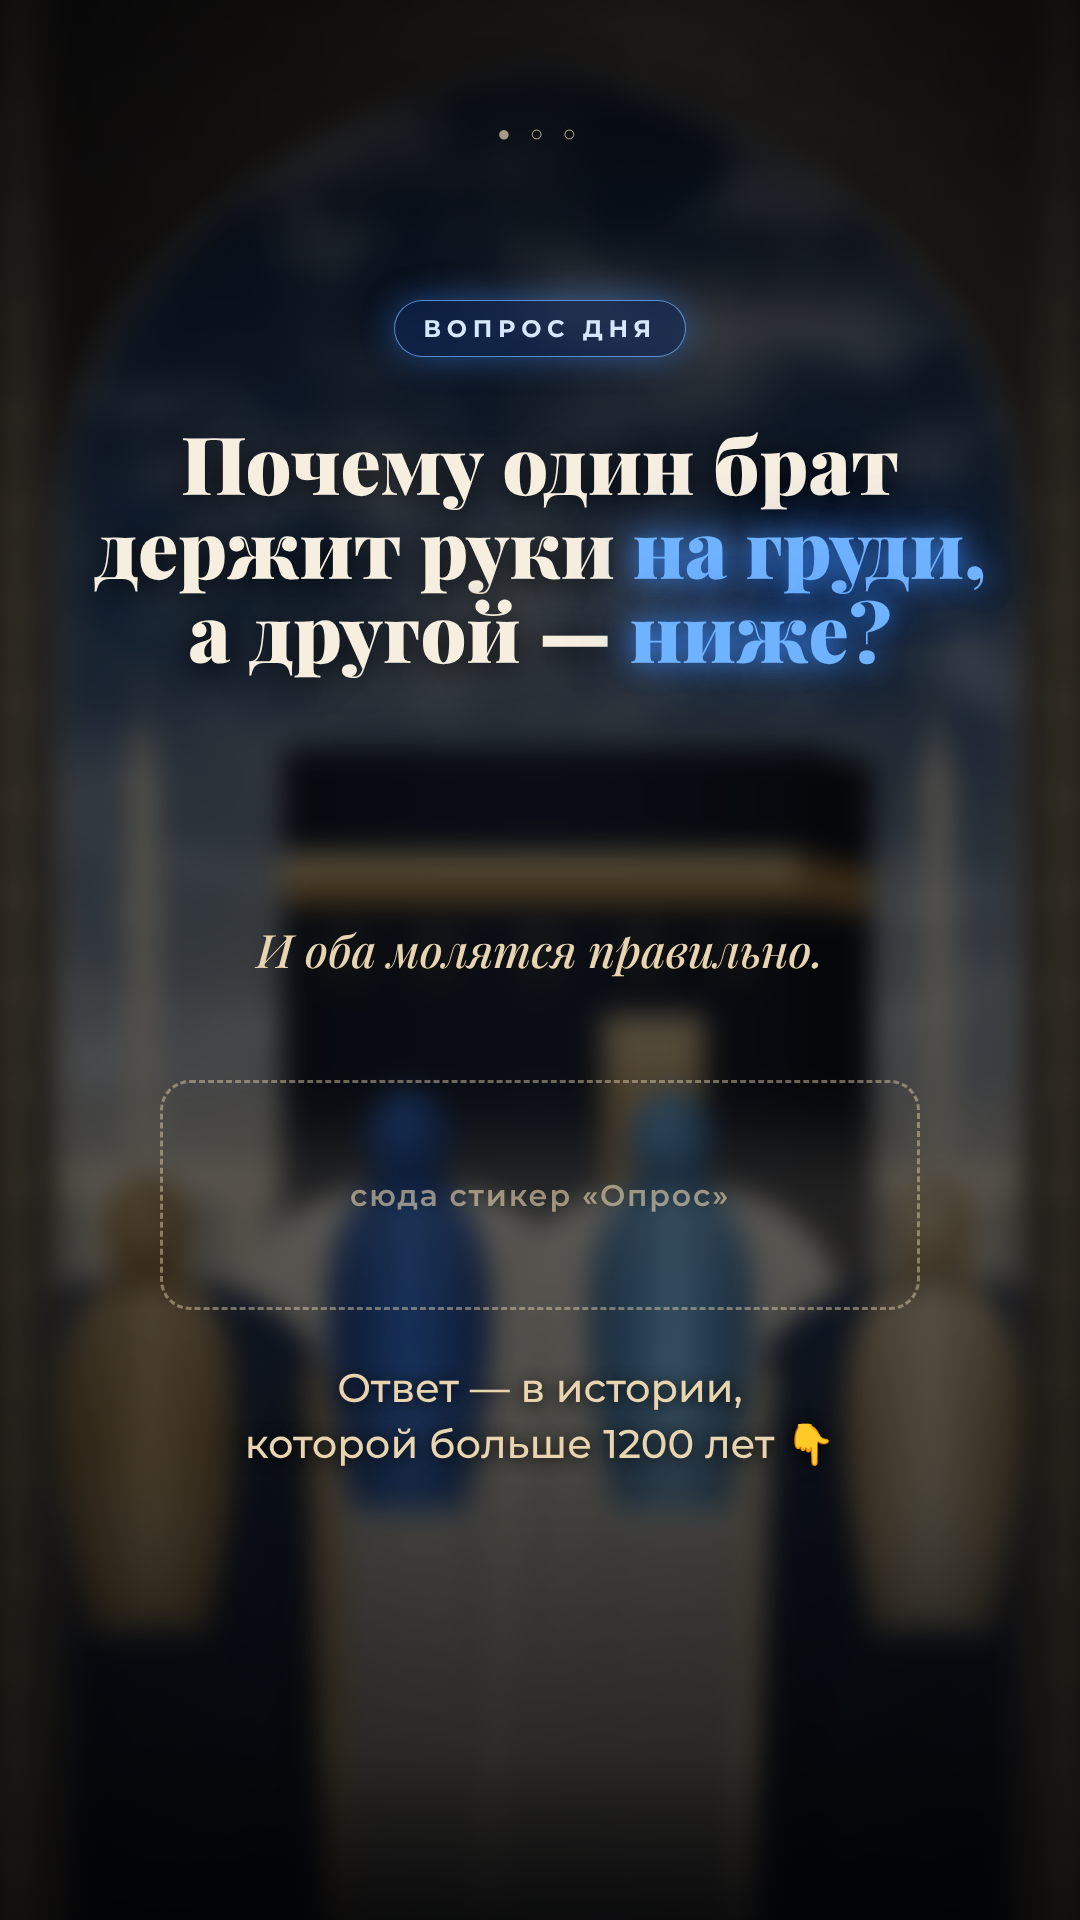 ВОПРОС ДНЯ
Почему один брат
держит руки на груди,
а другой — ниже?
И оба молятся правильно.
сюда стикер «Опрос»
Ответ — в истории,
которой больше 1200 лет 👇